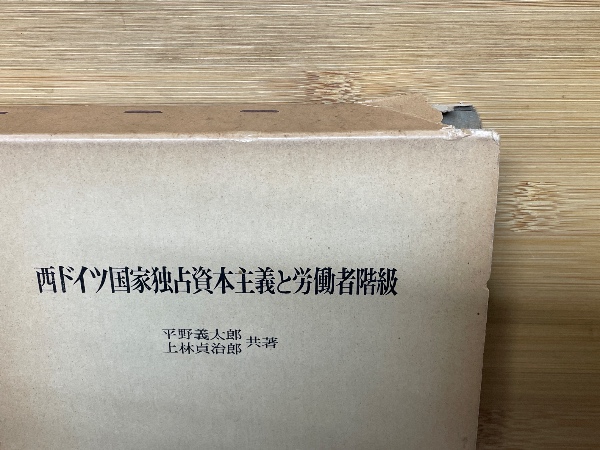 西ドイツ国家独占資本主義と労働者階級
平野義太郎
上林貞治郎 共著